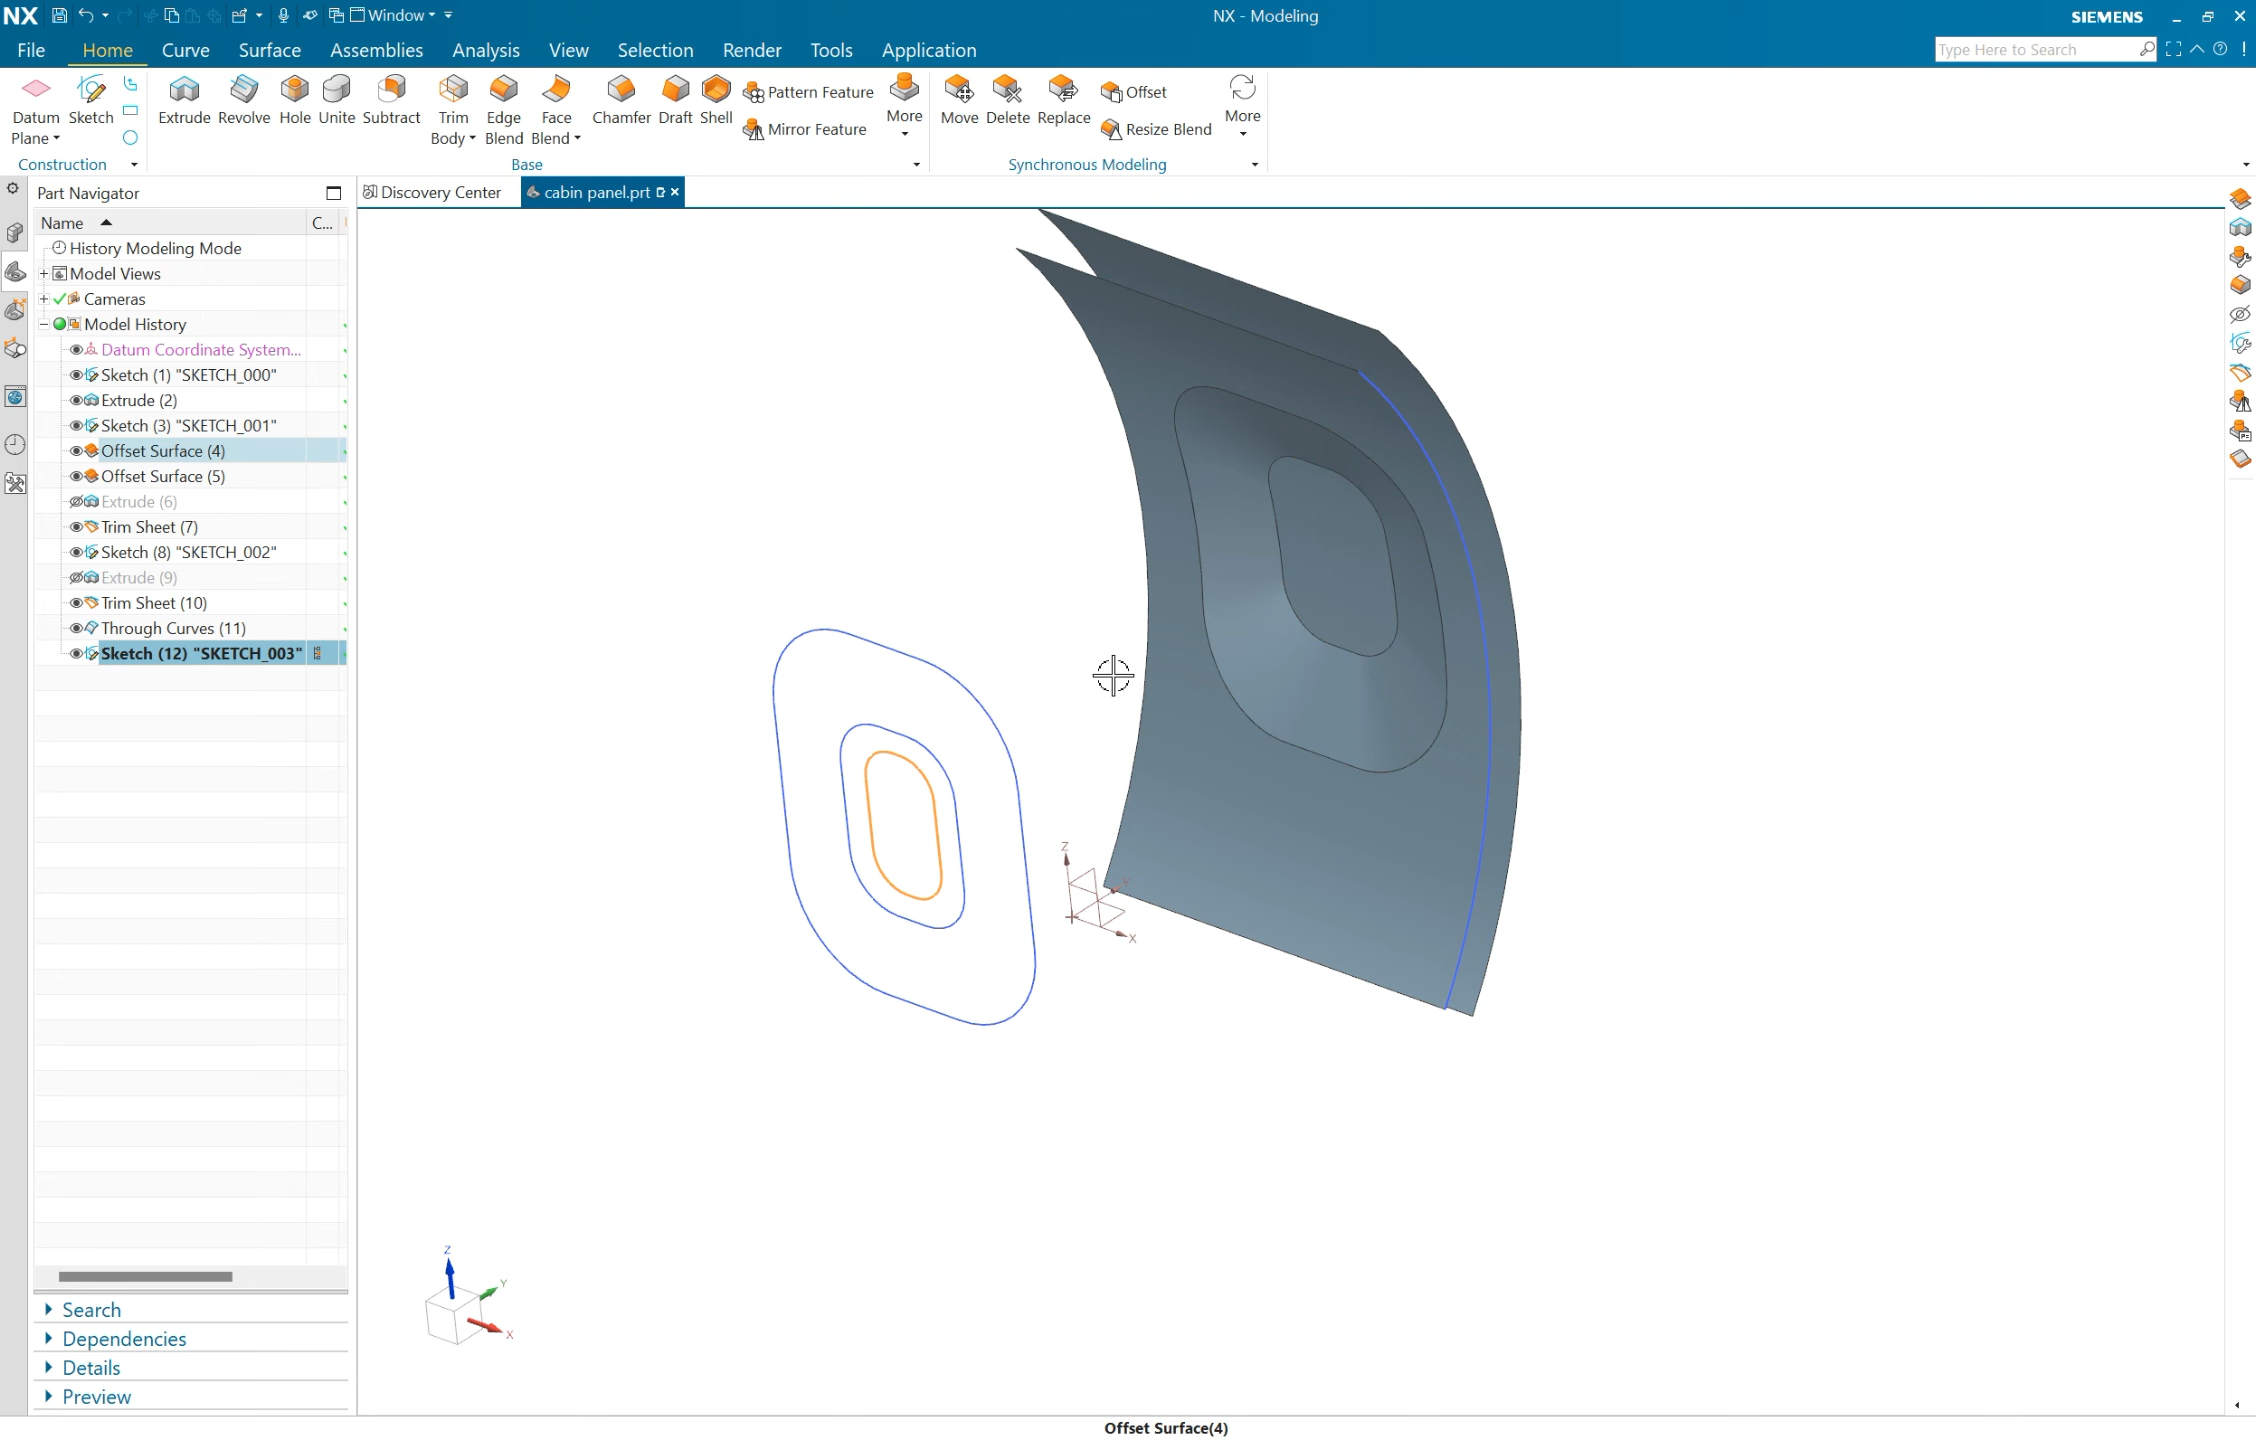 NX Window NX - Modeling SIEMENS
File Home Curve Surface Assemblies Analysis View Selection Render Tools Application Type Here to Search
Datum Plane Sketch
Construction
Extrude Revolve Hole Unite Subtract Trim Body Edge Blend Face Blend Chamfer Draft Shell Pattern Feature Mirror Feature More
Base
Move Delete Replace Offset Resize Blend More
Synchronous Modeling
Part Navigator
Discovery Center cabin panel.prt
Name C...
History Modeling Mode
Model Views
Cameras
Model History
Datum Coordinate System...
Sketch (1) "SKETCH_000"
Extrude (2)
Sketch (3) "SKETCH_001"
Offset Surface (4)
Offset Surface (5)
Extrude (6)
Trim Sheet (7)
Sketch (8) "SKETCH_002"
Extrude (9)
Trim Sheet (10)
Through Curves (11)
Sketch (12) "SKETCH_003"
Z
Y
X
Z
Y
X
Search
Dependencies
Details
Preview
Offset Surface(4)